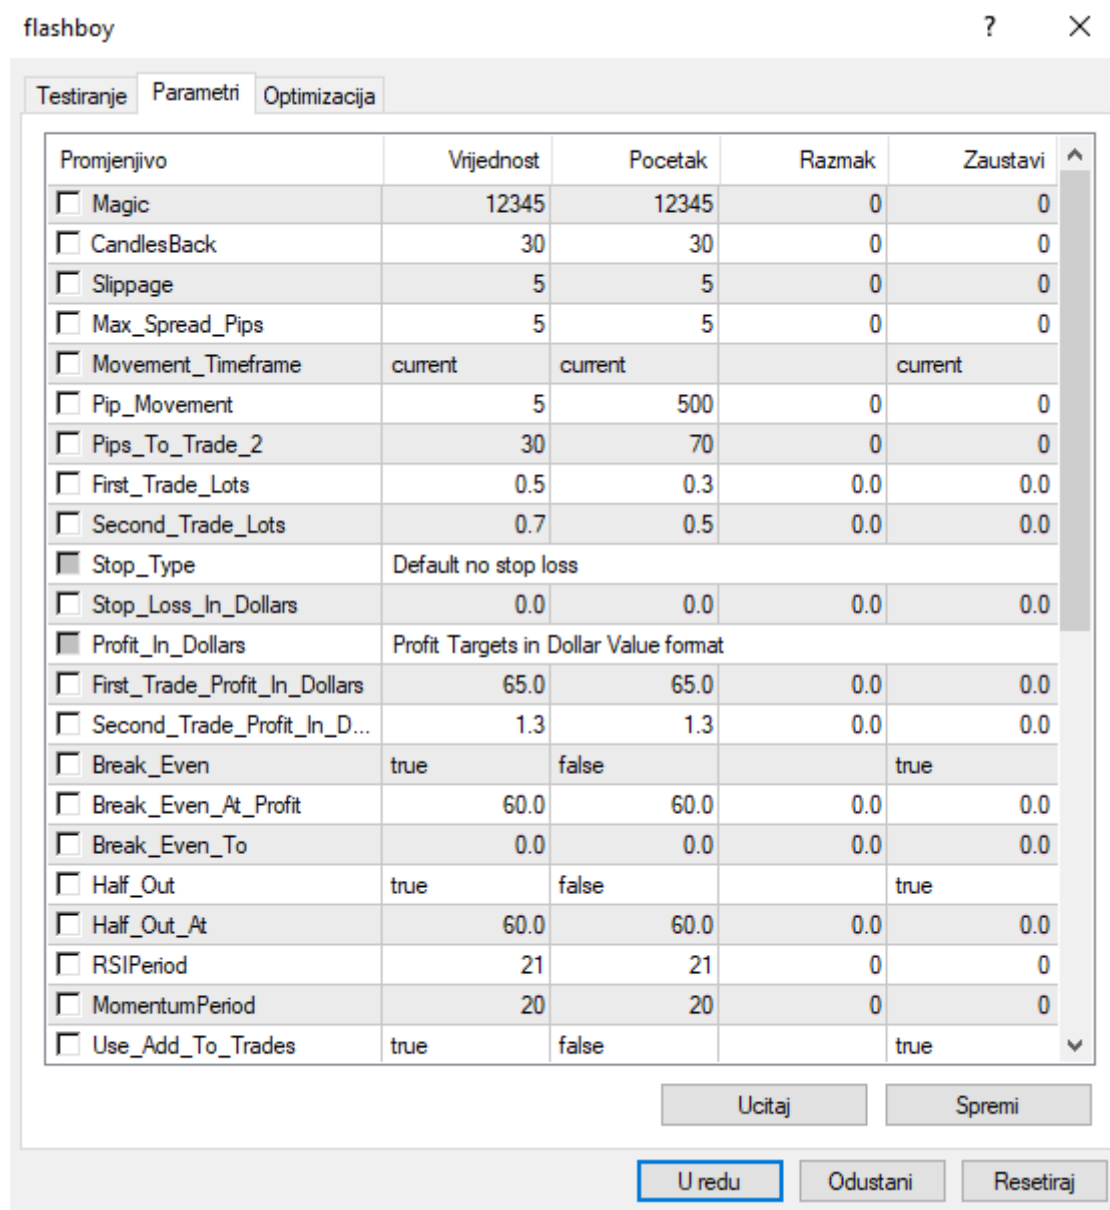 flashboy ?
Testiranje Parametri Optimizacija
Promjenjivo Vrijednost Pocetak Razmak Zaustavi
Magic 12345 12345 0 0
CandlesBack 30 30 0 0
Slippage 5 5 0 0
Max_Spread_Pips 5 5 0 0
Movement_Timeframe current current current
Pip_Movement 5 500 0 0
Pips_To_Trade_2 30 70 0 0
First_Trade_Lots 0.5 0.3 0.0 0.0
Second_Trade_Lots 0.7 0.5 0.0 0.0
Stop_Type Default no stop loss
Stop_Loss_In_Dollars 0.0 0.0 0.0 0.0
Profit_In_Dollars Profit Targets in Dollar Value format
First_Trade_Profit_In_Dollars 65.0 65.0 0.0 0.0
Second_Trade_Profit_In_D... 1.3 1.3 0.0 0.0
Break_Even true false true
Break_Even_At_Profit 60.0 60.0 0.0 0.0
Break_Even_To 0.0 0.0 0.0 0.0
Half_Out true false true
Half_Out_At 60.0 60.0 0.0 0.0
RSIPeriod 21 21 0 0
MomentumPeriod 20 20 0 0
Use_Add_To_Trades true false true
Ucitaj Spremi
U redu Odustani Resetiraj